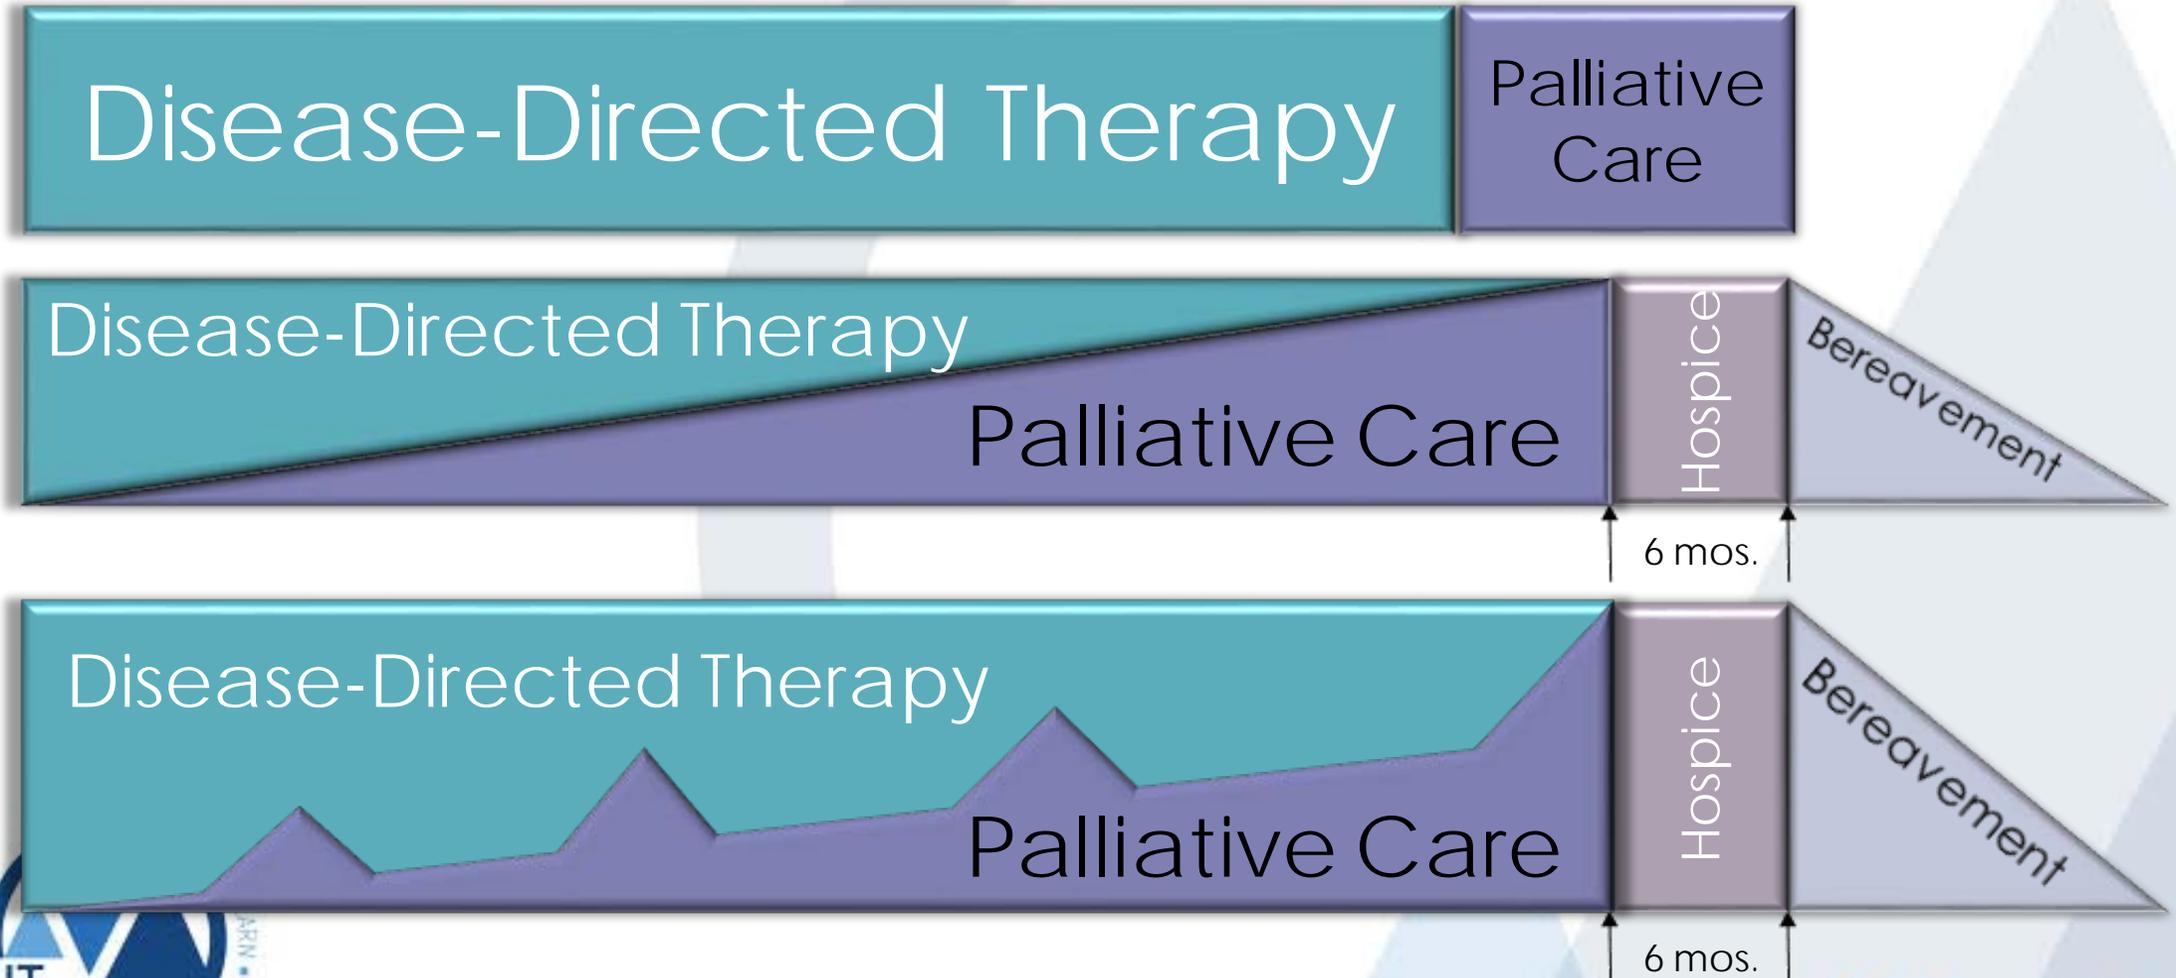 Disease-Directed Therapy
Palliative
Care
Disease-Directed Therapy
Palliative Care
Hospice
Bereavement
6 mos.
Disease-Directed Therapy
Palliative Care
Hospice
Bereavement
6 mos.